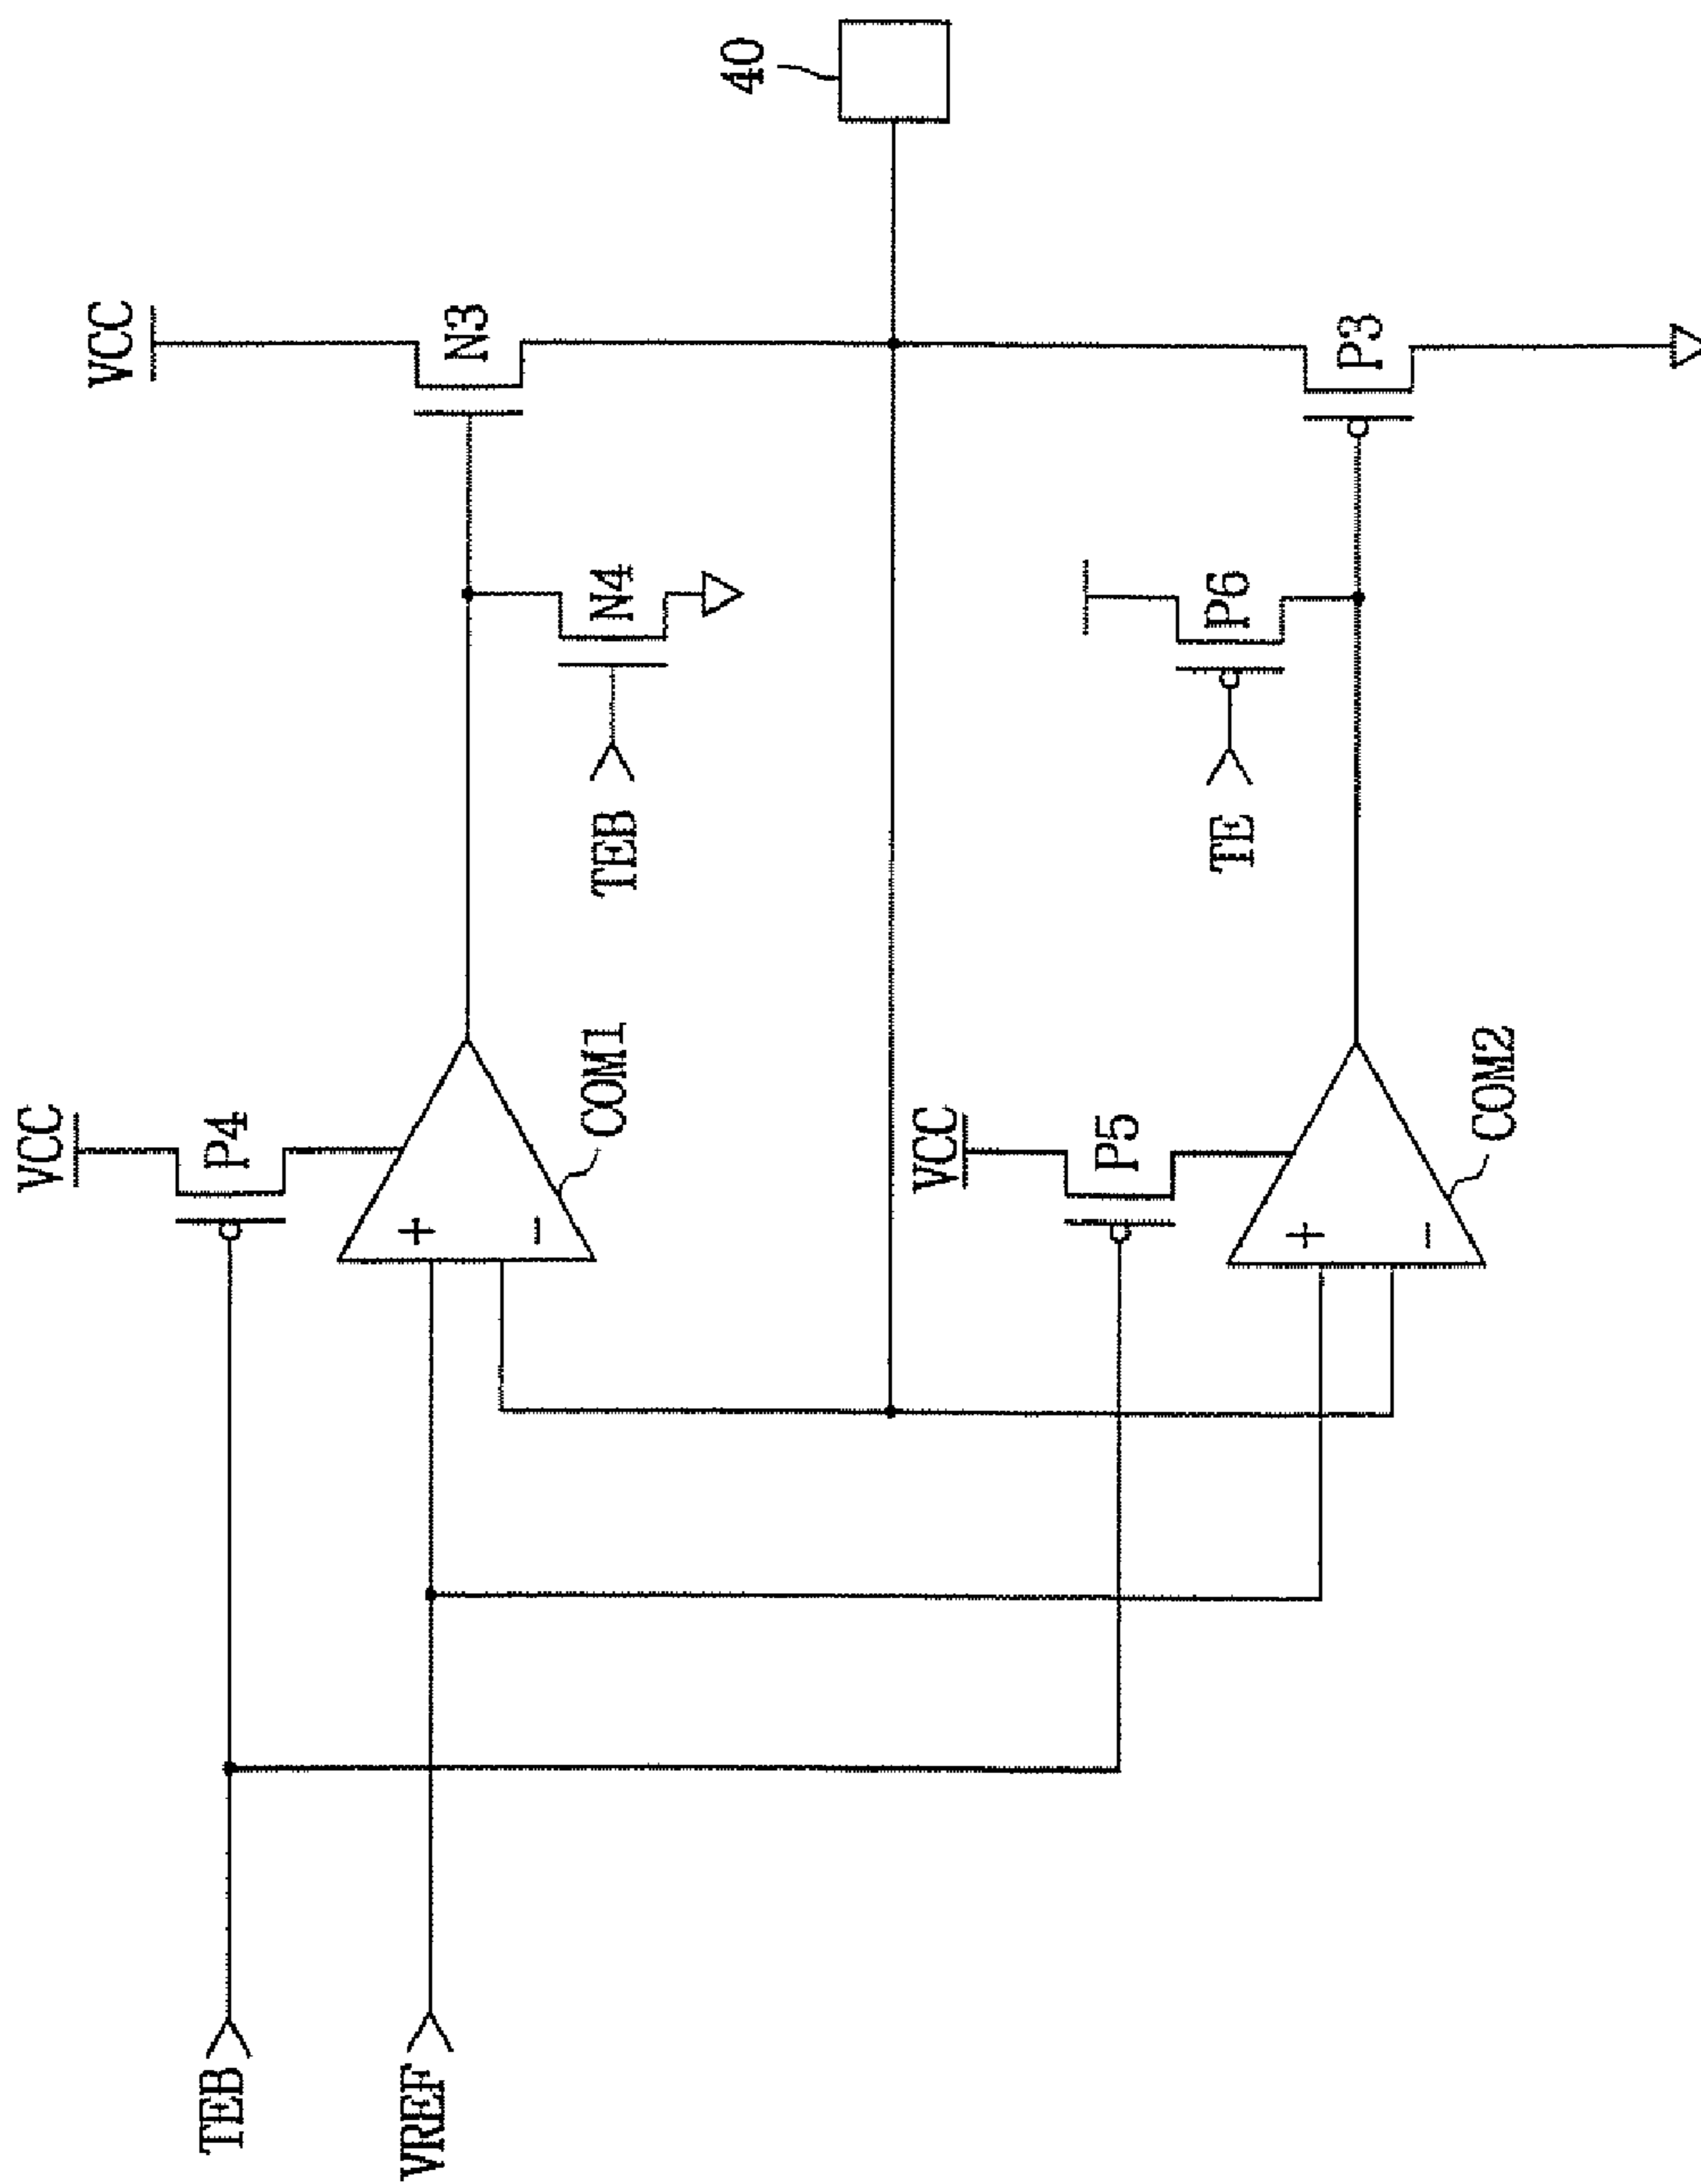 40
VCC
N3
N4
TEB
VCC
P4
COM1
+
-
P3
P6
TE
VCC
P5
COM2
+
-
TEB
VREF